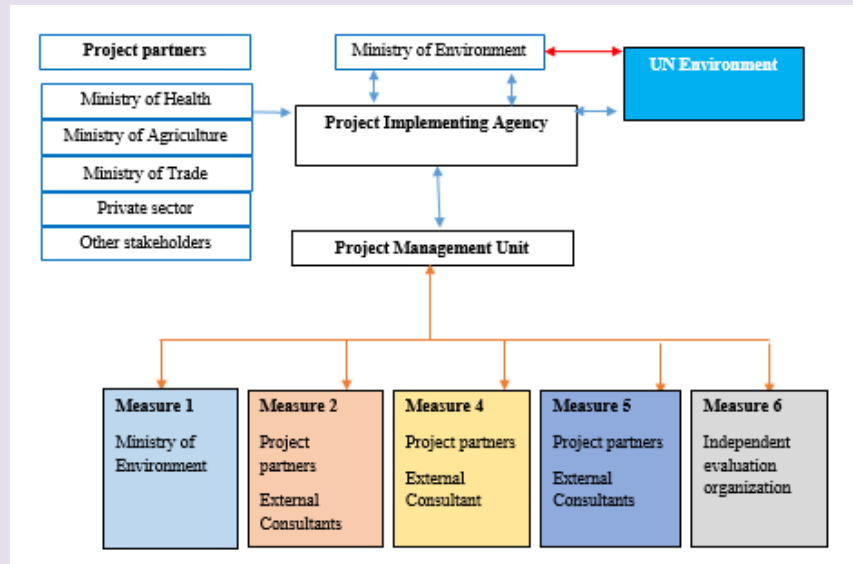 Project partners
Ministry of Health
Ministry of Agriculture
Ministry of Trade
Private sector
Other stakeholders
Ministry of Environment
UN Environment
Project Implementing Agency
Project Management Unit
Measure 1
Ministry of
Environment
Measure 2
Project
partners
External
Consultants
Measure 4
Project partners
External
Consultant
Measure 5
Project partners
External
Consultants
Measure 6
Independent
evaluation
organization